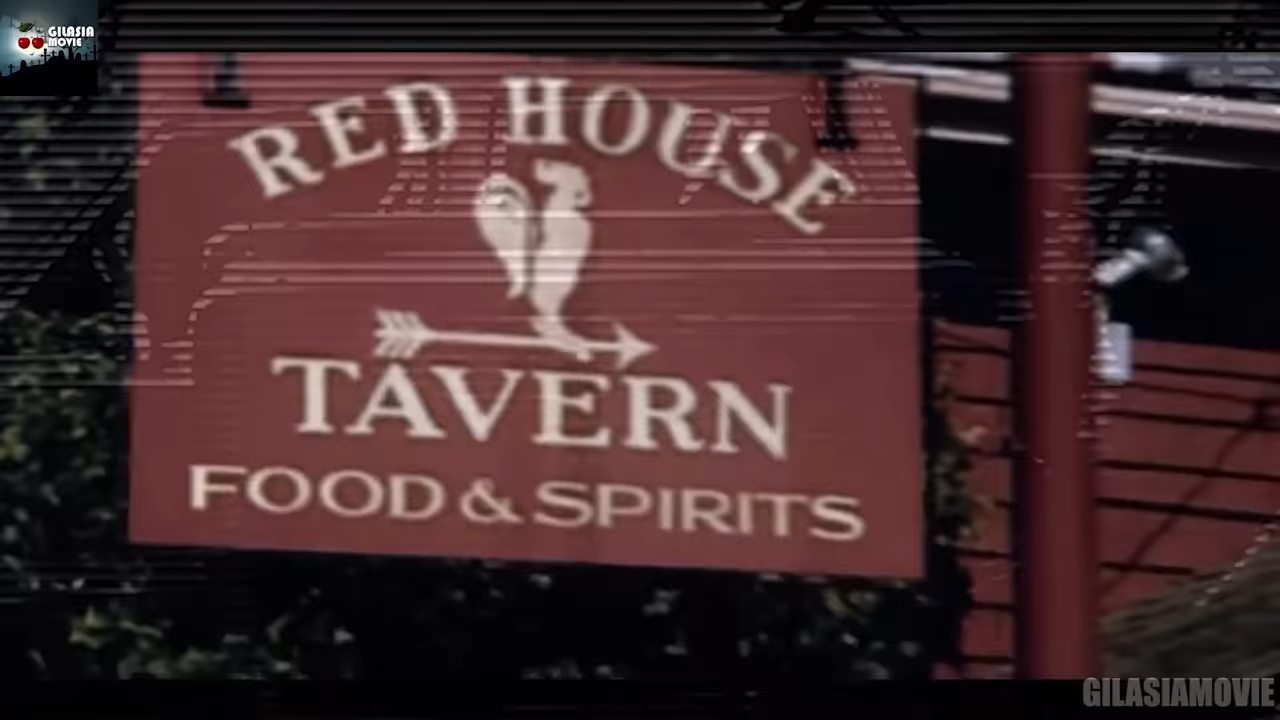 GILASIA
MOVIE
RED HOUSE
TAVERN
FOOD & SPIRITS
GILASIAMOVIE